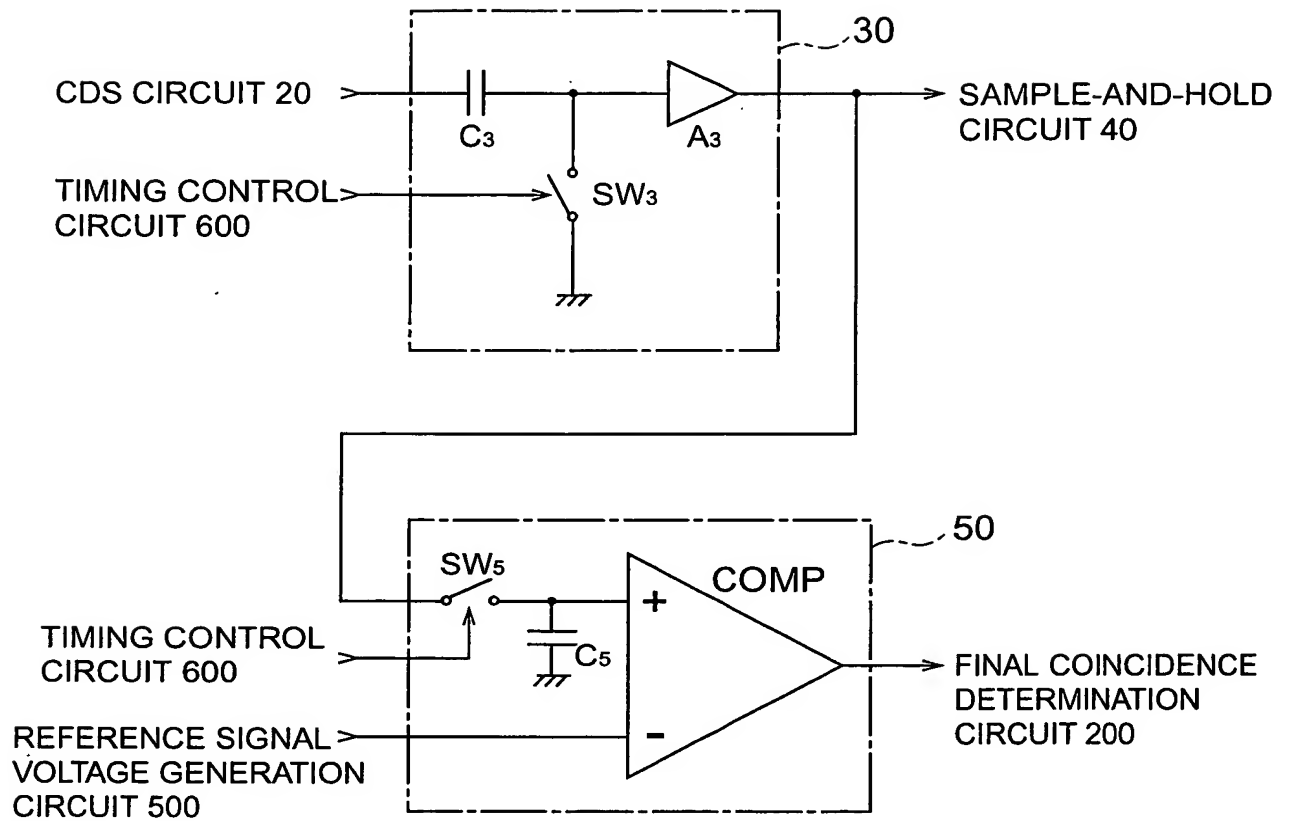 30
CDS CIRCUIT 20
C3
A3
SAMPLE-AND-HOLD
CIRCUIT 40
TIMING CONTROL
CIRCUIT 600
SW3
50
SW5
COMP
+
TIMING CONTROL
CIRCUIT 600
C5
FINAL COINCIDENCE
DETERMINATION
CIRCUIT 200
REFERENCE SIGNAL
VOLTAGE GENERATION
CIRCUIT 500
-